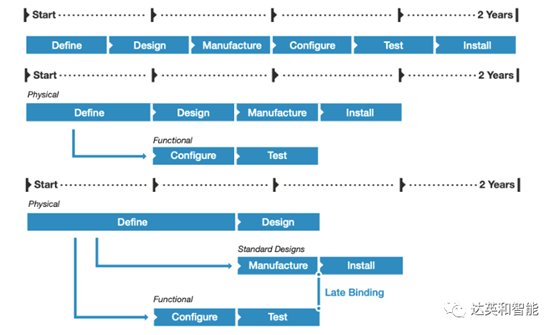 Start 2 Years
Define Design Manufacture Configure Test Install
Start 2 Years
Physical
Define Design Manufacture Install
Functional
Configure Test
Start 2 Years
Physical
Define Design
Standard Designs
Manufacture Install
Late Binding
Functional
Configure Test
达英和智能